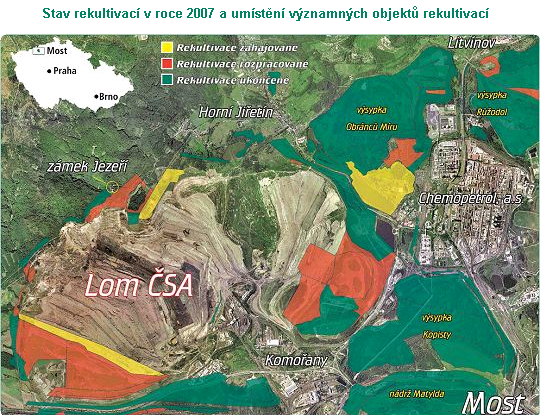 Stav rekultivací v roce 2007 a umístění významných objektů rekultivací
Most
Praha
Brno
Rekultivace zahajované
Rekultivace rozpracované
Rekultivace ukončené
Litvínov
výsypka
Růžodol
Horní Jiřetín
výsypka
Obránců Míru
zámek Jezeří
Chemopetrol, a.s.
Lom ČSA
výsypka
Kopisty
Komořany
nádrž Matylda
Most